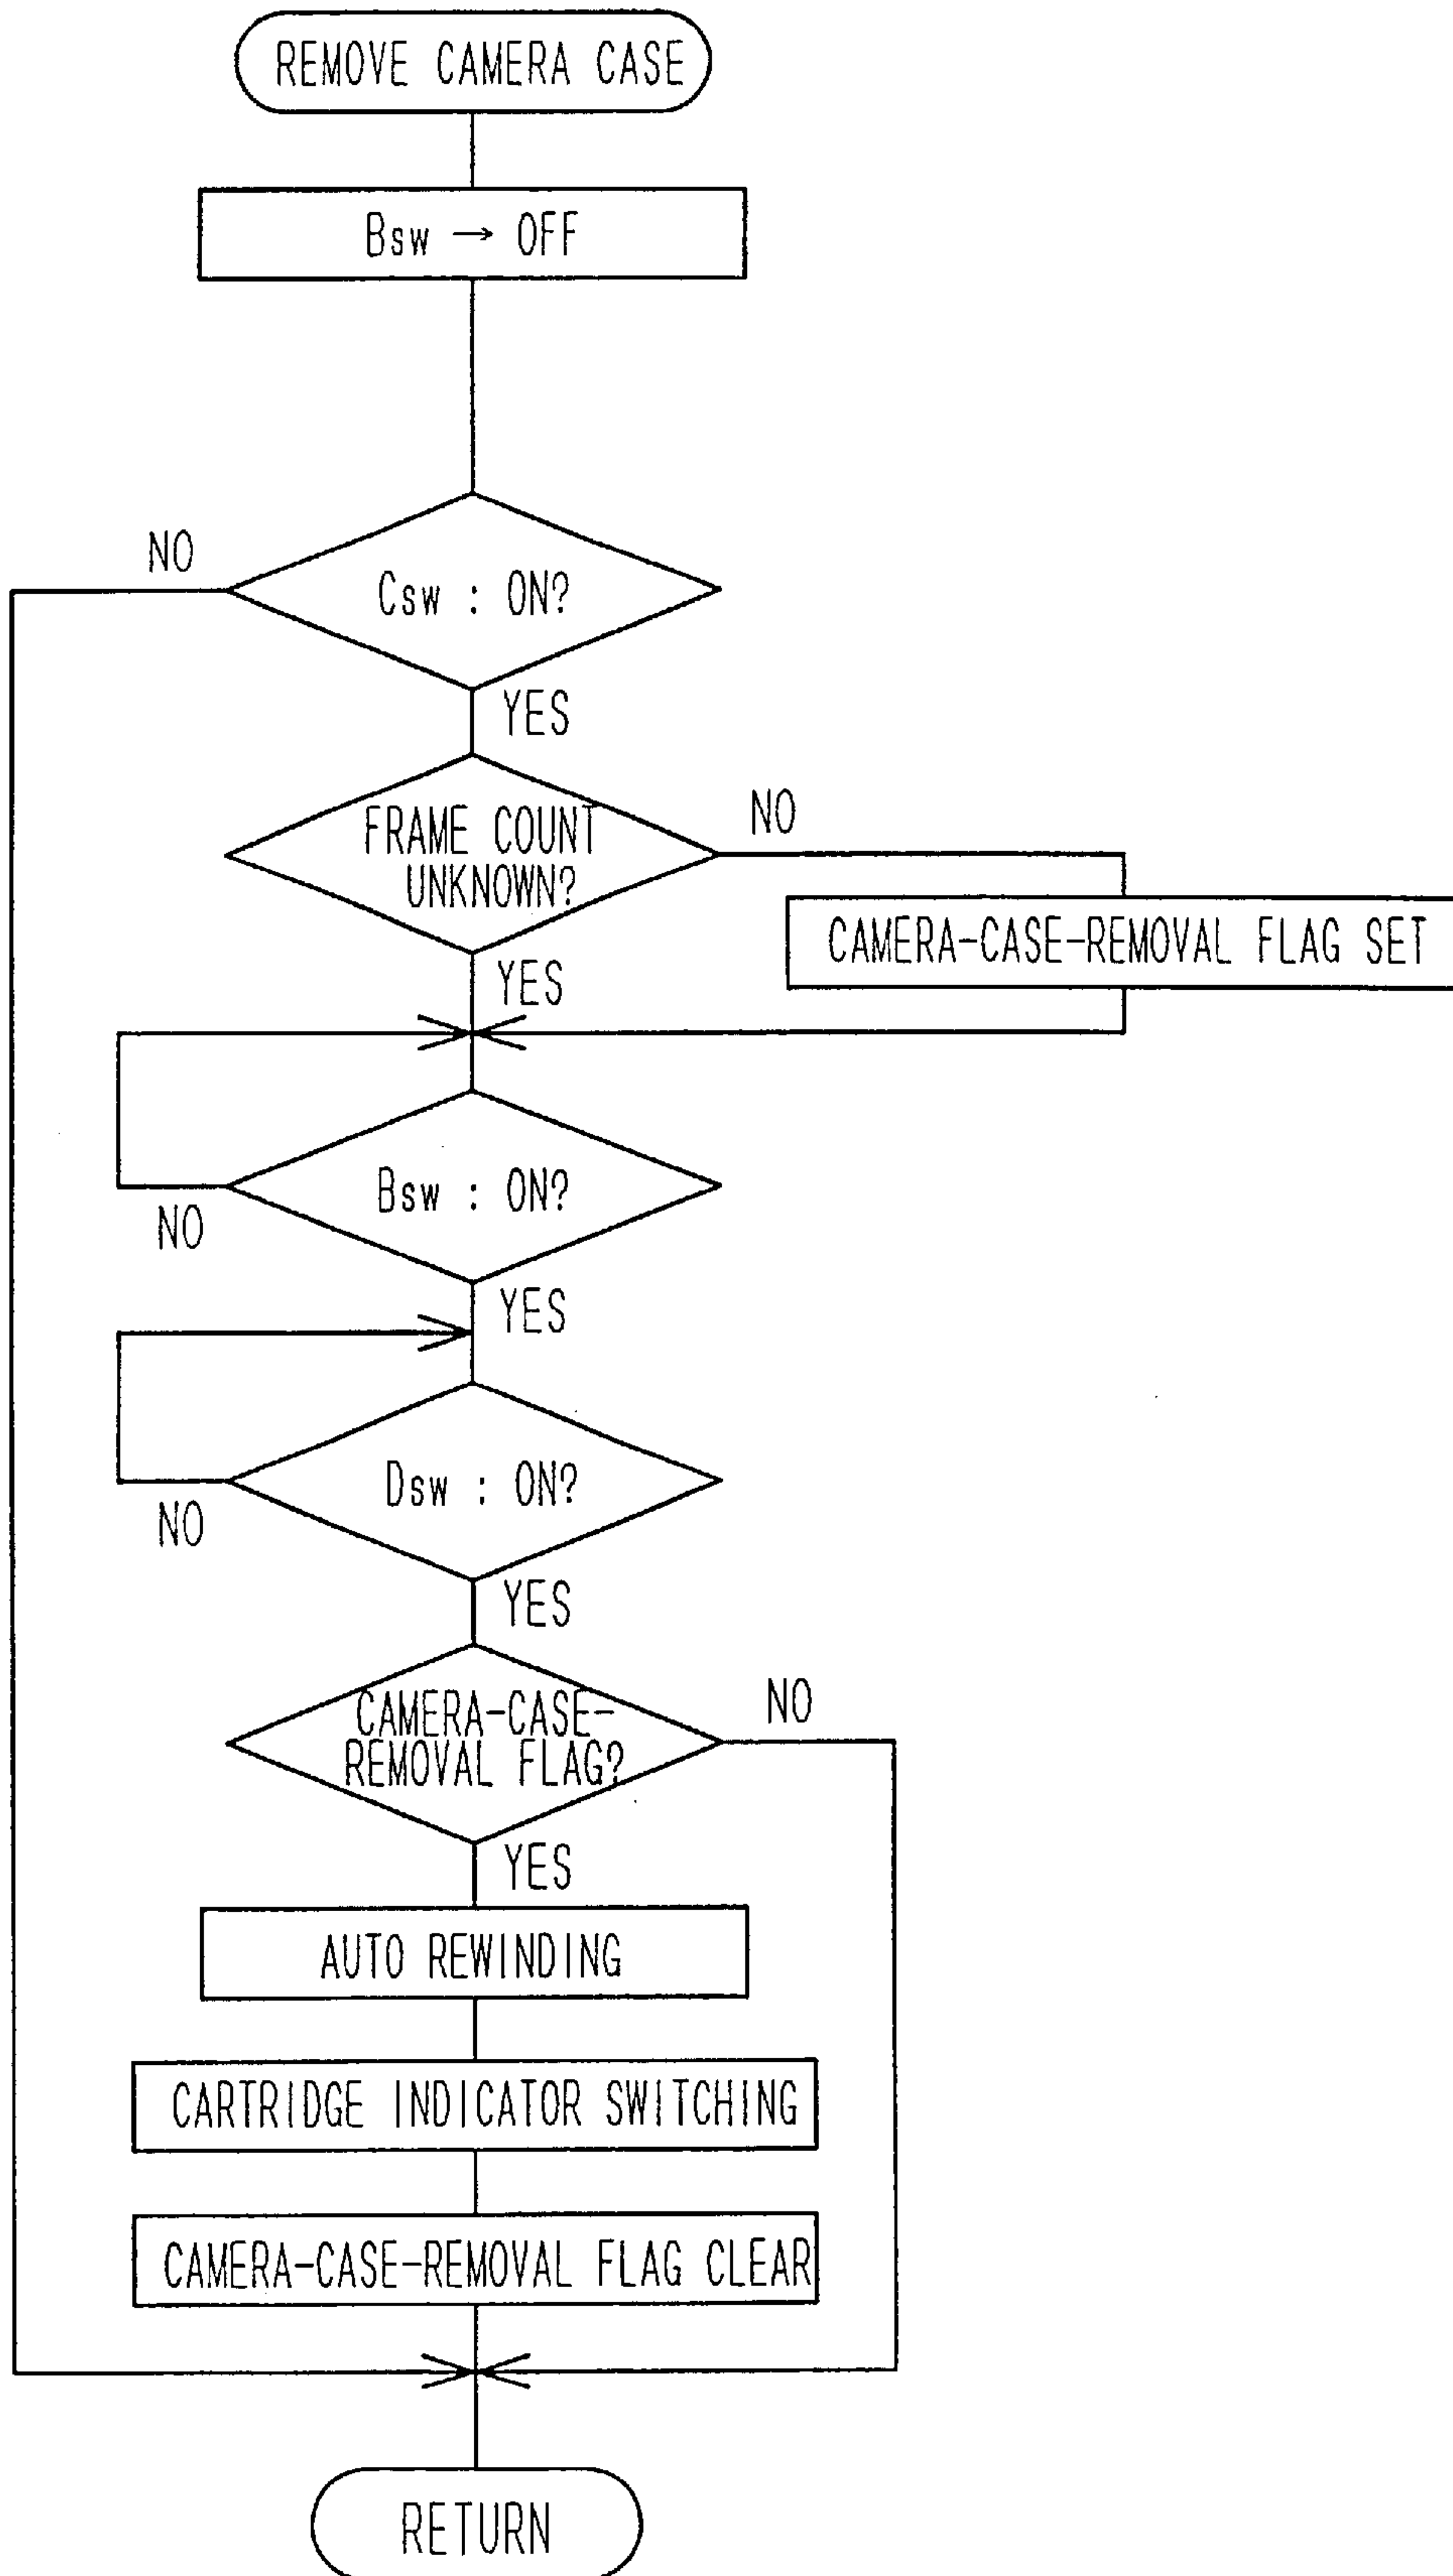 REMOVE CAMERA CASE
Bsw → OFF
NO
Csw : ON?
YES
FRAME COUNT
UNKNOWN?
NO
CAMERA-CASE-REMOVAL FLAG SET
YES
Bsw : ON?
NO
YES
Dsw : ON?
NO
YES
CAMERA-CASE-
REMOVAL FLAG?
NO
YES
AUTO REWINDING
CARTRIDGE INDICATOR SWITCHING
CAMERA-CASE-REMOVAL FLAG CLEAR
RETURN